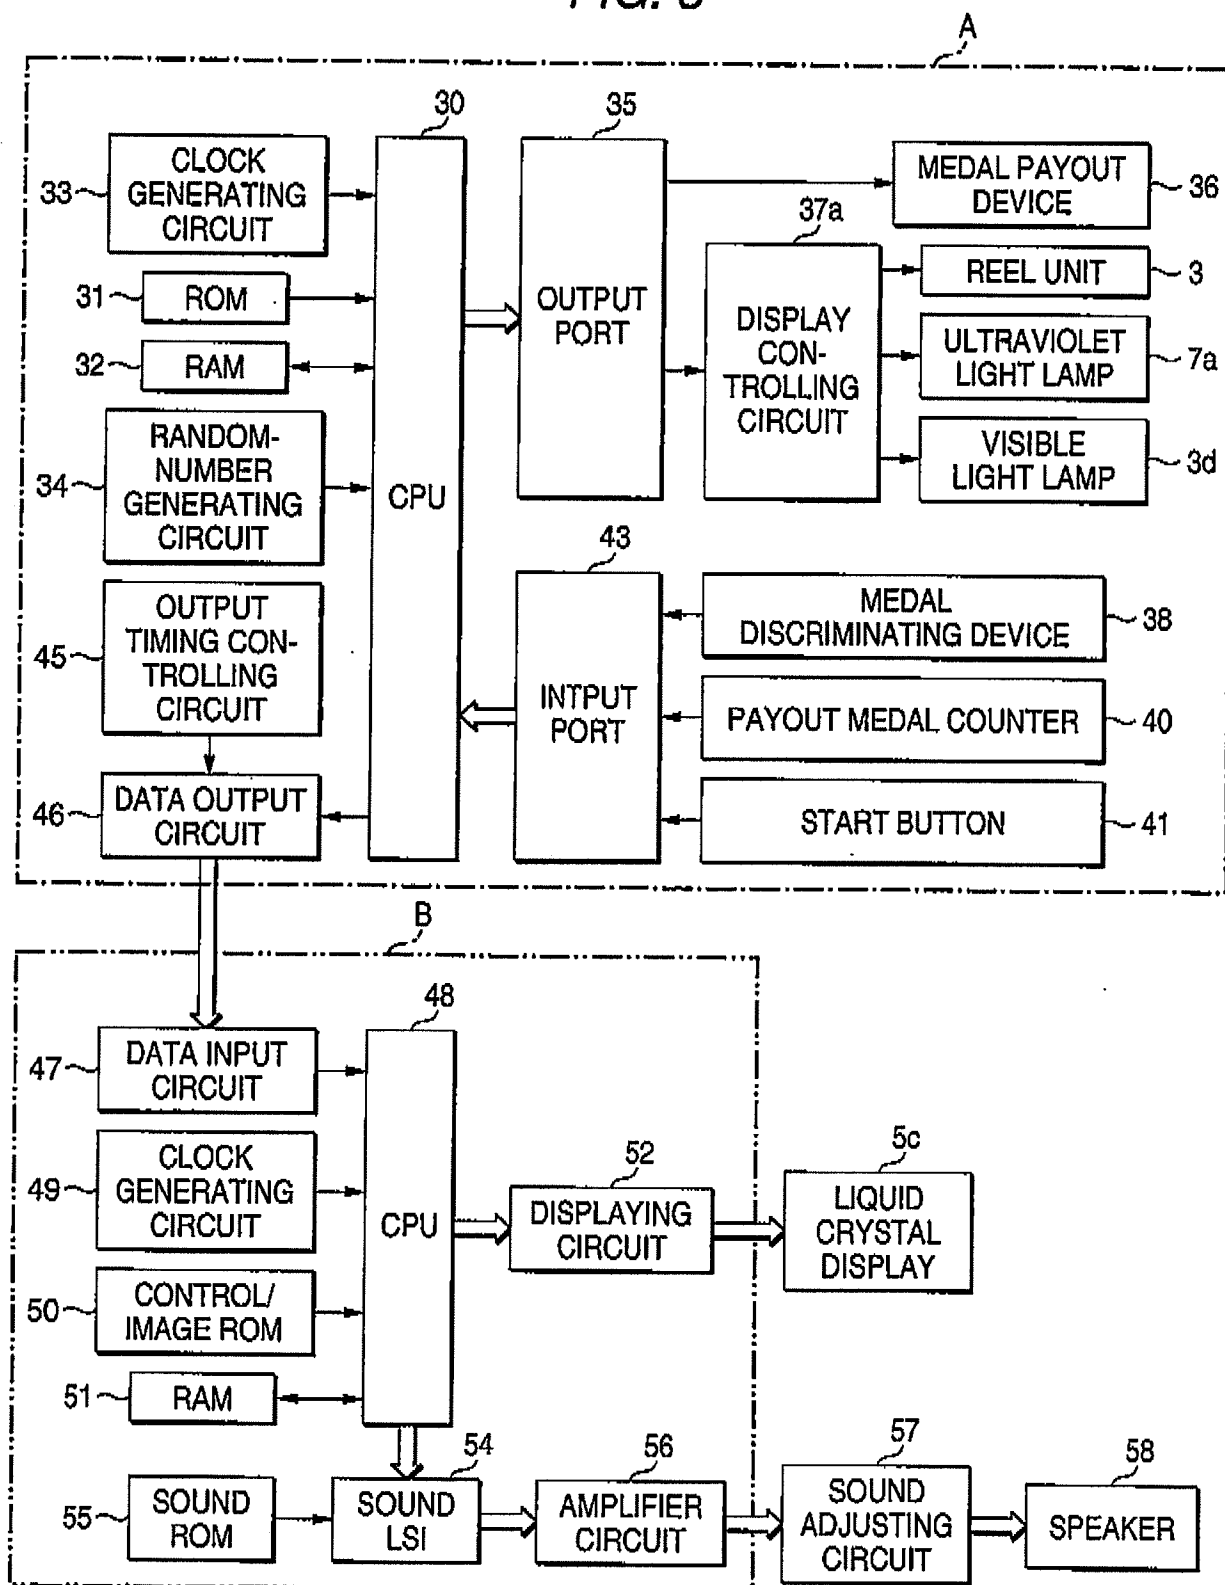 A
30
35
33
CLOCK
GENERATING
CIRCUIT
MEDAL PAYOUT
DEVICE
36
37a
31
ROM
REEL UNIT
3
OUTPUT
PORT
32
RAM
DISPLAY
CON-
TROLLING
CIRCUIT
ULTRAVIOLET
LIGHT LAMP
7a
34
RANDOM-
NUMBER
GENERATING
CIRCUIT
CPU
VISIBLE
LIGHT LAMP
3d
43
45
OUTPUT
TIMING CON-
TROLLING
CIRCUIT
MEDAL
DISCRIMINATING DEVICE
38
INTPUT
PORT
PAYOUT MEDAL COUNTER
40
46
DATA OUTPUT
CIRCUIT
START BUTTON
41
B
48
47
DATA INPUT
CIRCUIT
49
CLOCK
GENERATING
CIRCUIT
CPU
52
DISPLAYING
CIRCUIT
5c
LIQUID
CRYSTAL
DISPLAY
50
CONTROL/
IMAGE ROM
51
RAM
54
56
57
58
55
SOUND
ROM
SOUND
LSI
AMPLIFIER
CIRCUIT
SOUND
ADJUSTING
CIRCUIT
SPEAKER